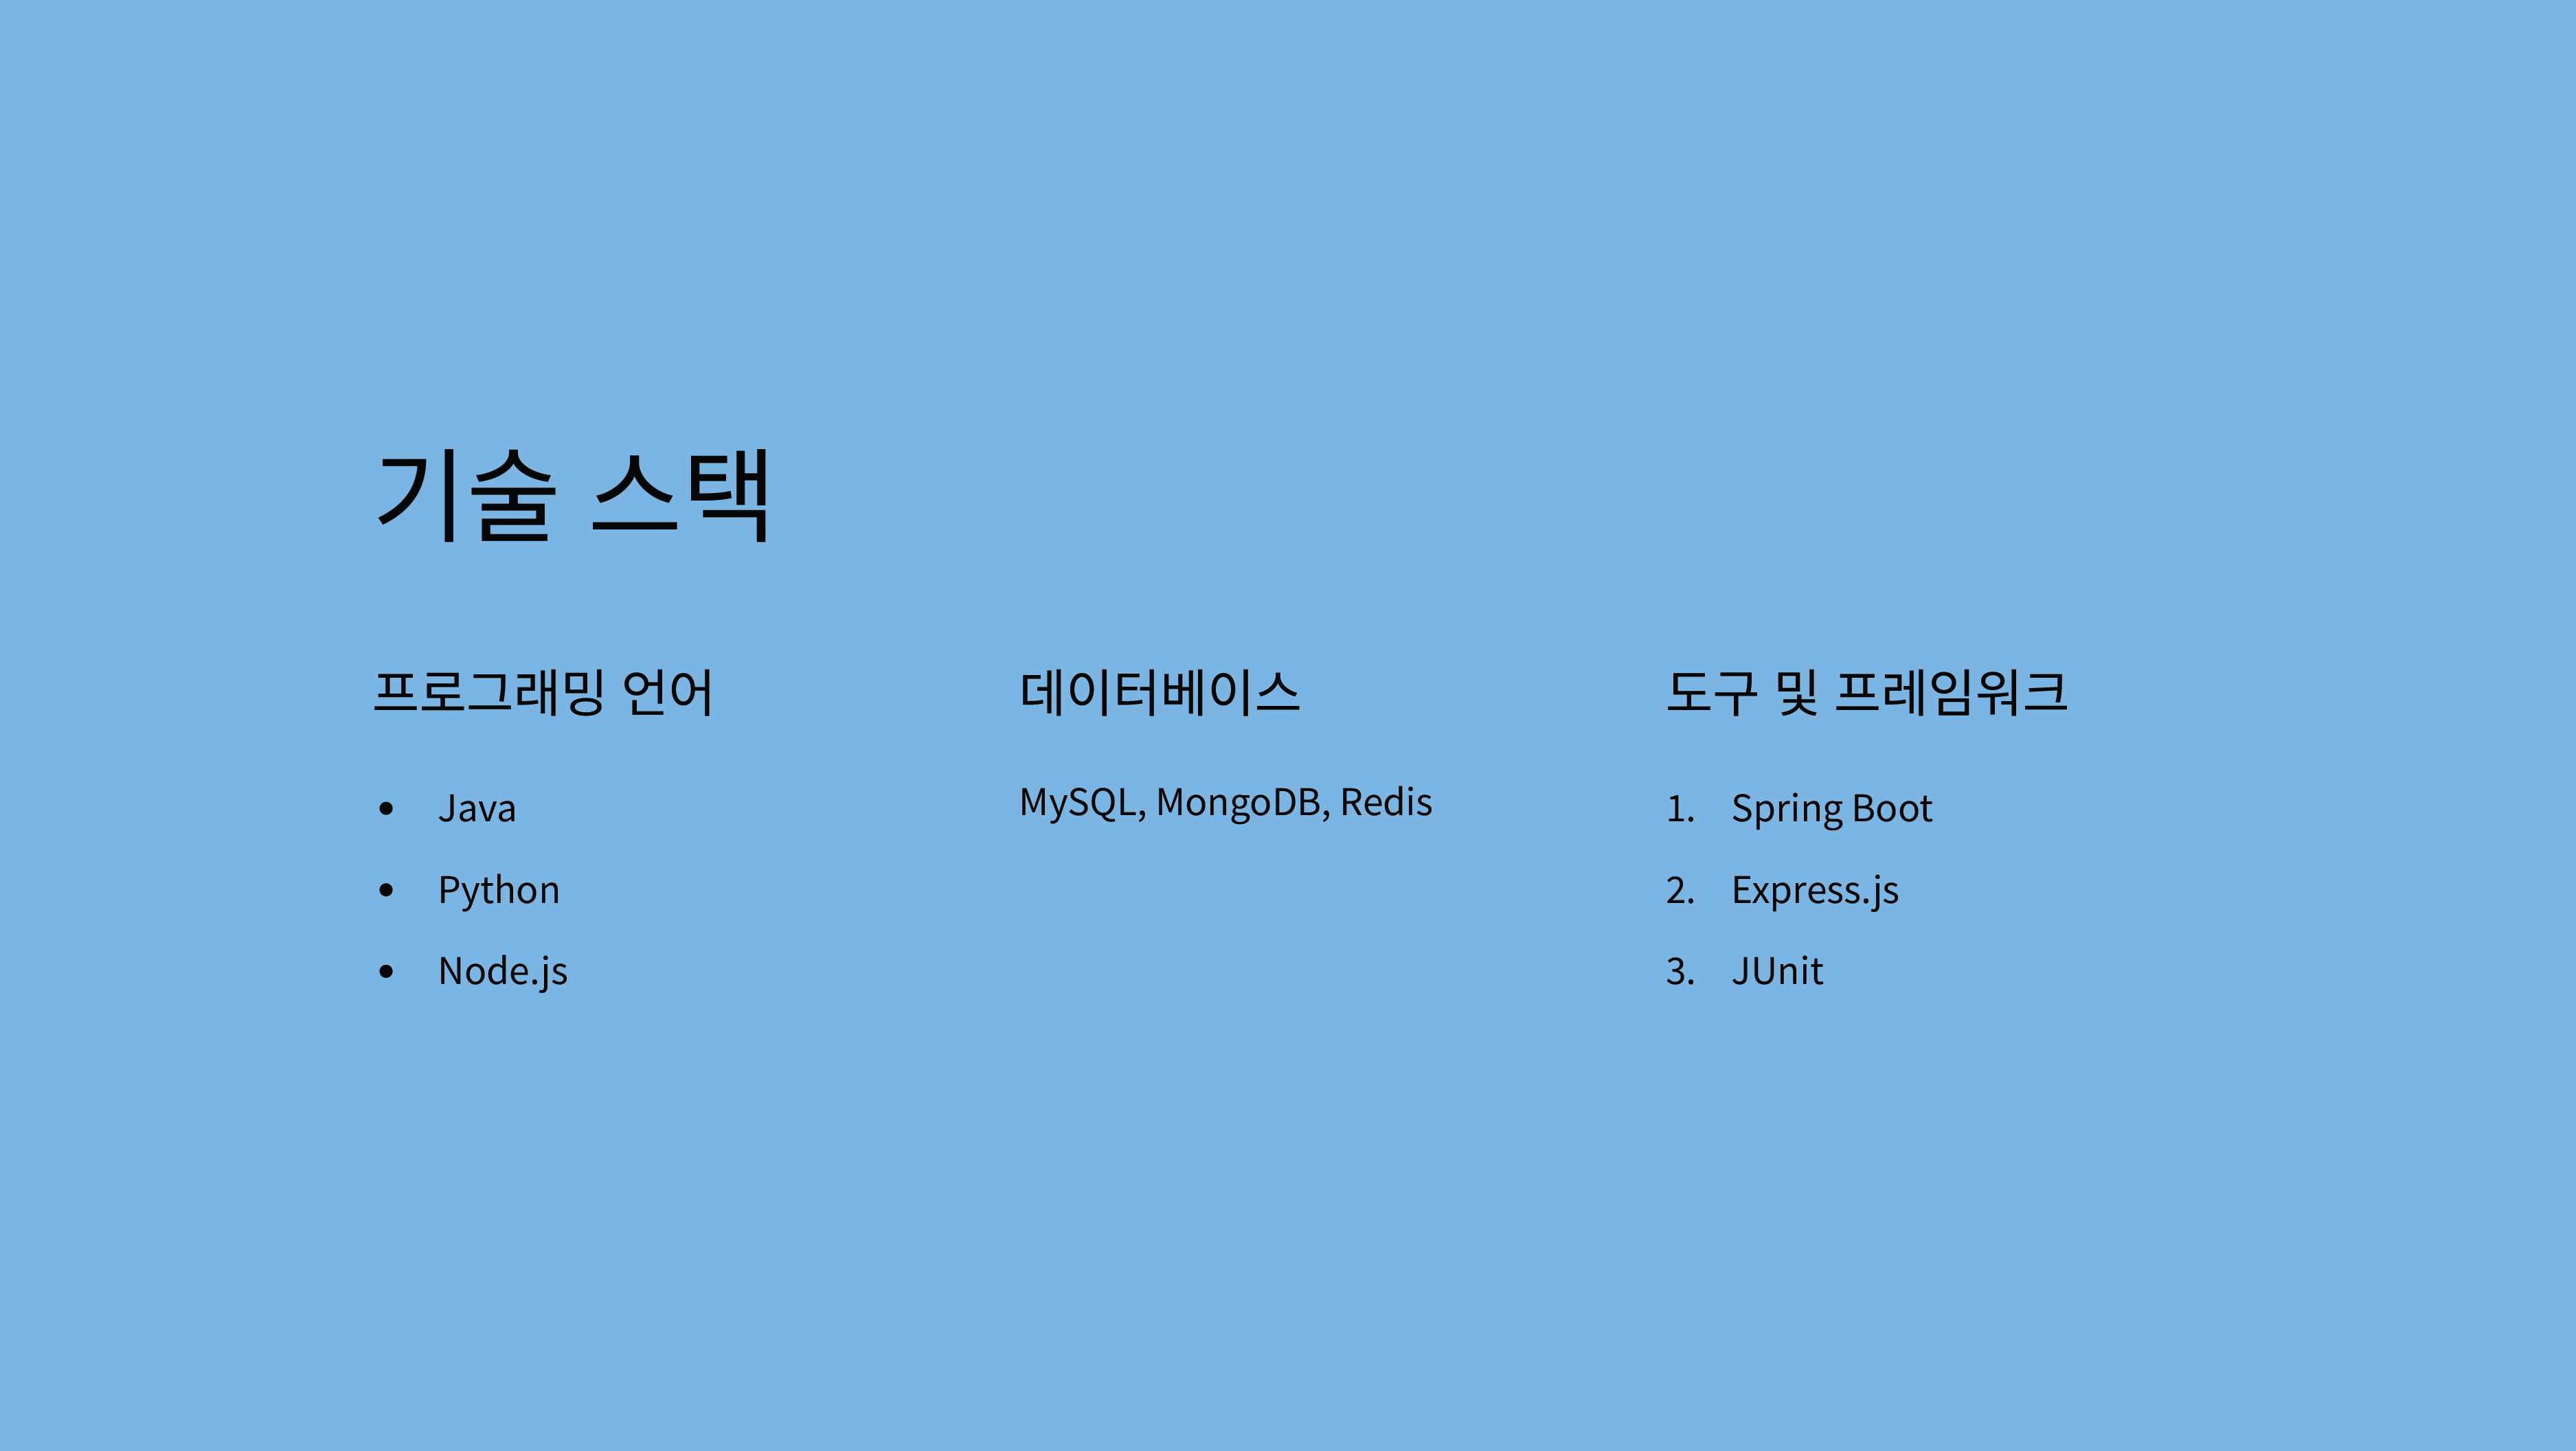 기술 스택
프로그래밍 언어
• Java
• Python
• Node.js
데이터베이스
MySQL, MongoDB, Redis
도구 및 프레임워크
1. Spring Boot
2. Express.js
3. JUnit